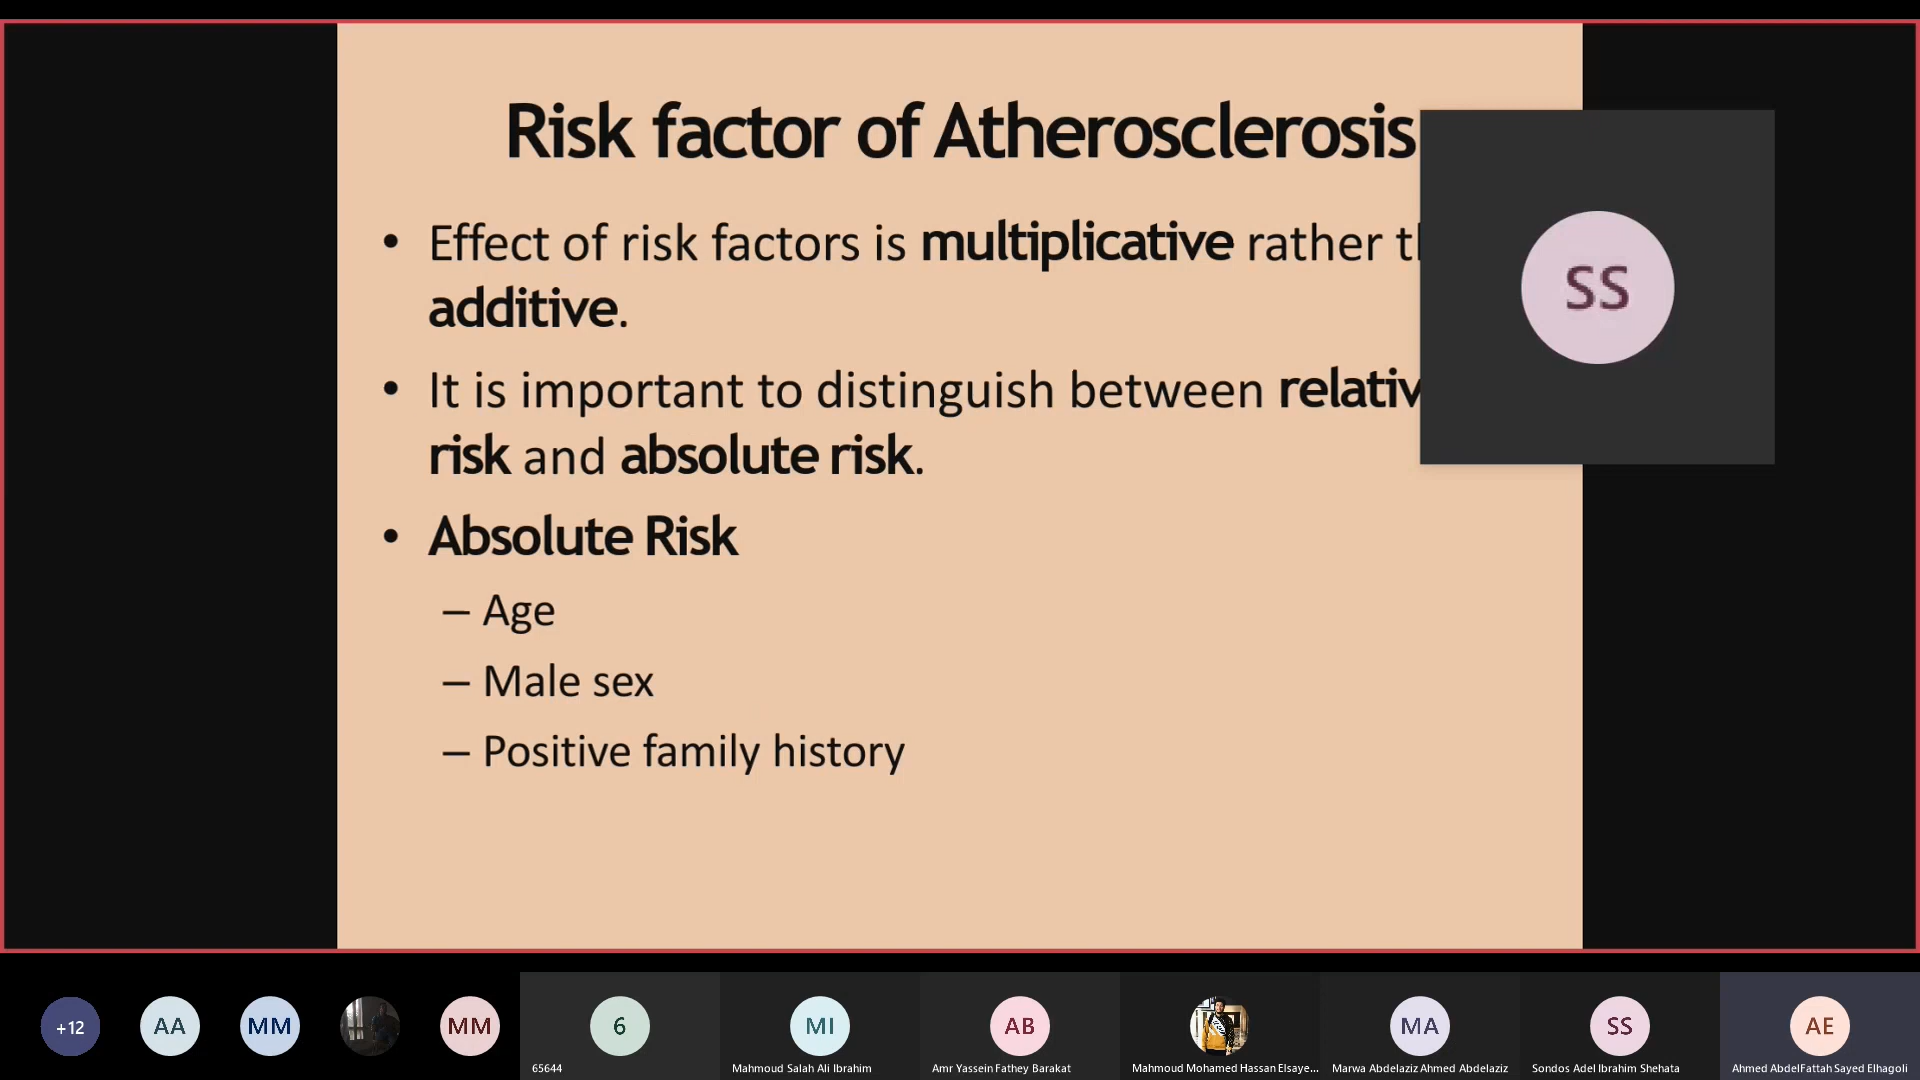 Risk factor of Atherosclerosis
• Effect of risk factors is multiplicative rather
additive.
• It is important to distinguish between
risk and absolute risk.
• Absolute Risk
– Age
– Male sex
– Positive family history
SS
+12
AA
MM
MM
6
MI
AB
MA
SS
AE
65644
Mahmoud Salah Ali Ibrahim
Amr Yassein Fathey Barakat
Mahmoud Mohamed Hassan Elsaye...
Marwa Abdelaziz Ahmed Abdelaziz
Sondos Adel Ibrahim Shehata
Ahmed AbdelFattah Sayed Elhagoli